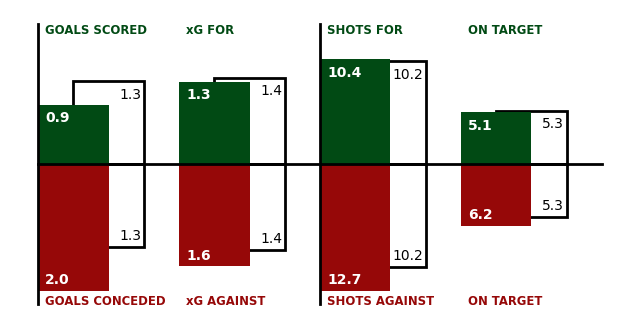 GOALS SCORED xG FOR SHOTS FOR ON TARGET
0.9 1.3 1.3 1.4 10.4 10.2 5.1 5.3
2.0 1.3 1.6 1.4 12.7 10.2 6.2 5.3
GOALS CONCEDED xG AGAINST SHOTS AGAINST ON TARGET